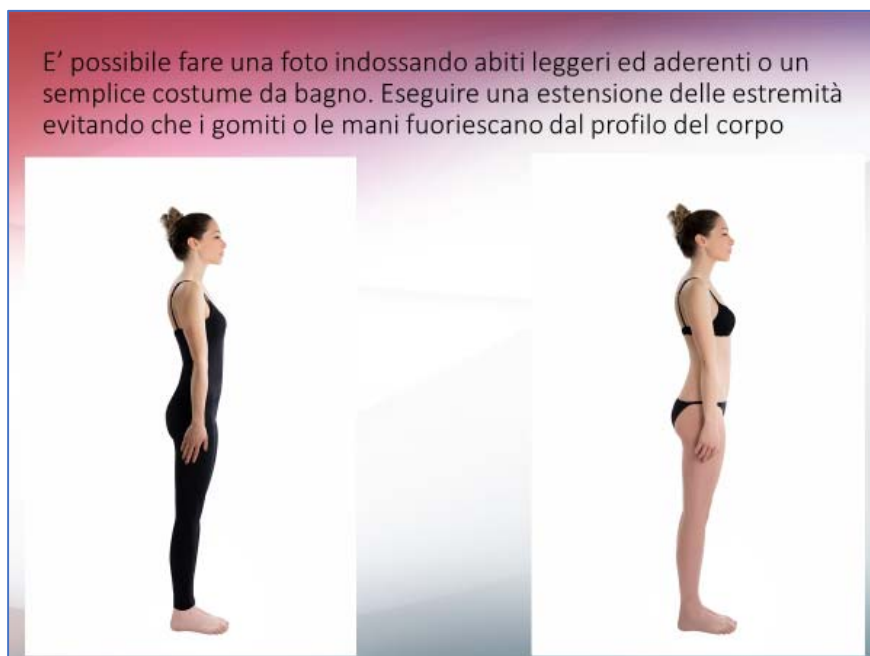 E’ possibile fare una foto indossando abiti leggeri ed aderenti o un
semplice costume da bagno. Eseguire una estensione delle estremità
evitando che i gomiti o le mani fuoriescano dal profilo del corpo